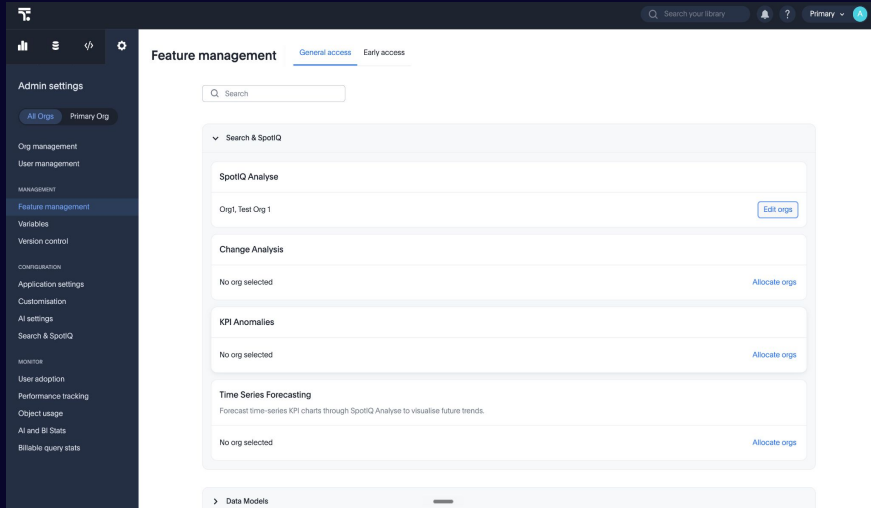 Search your library
?
Primary
A
Admin settings
All Orgs
Primary Org
Org management
User management
MANAGEMENT
Feature management
Variables
Version control
CONFIGURATION
Application settings
Customisation
AI settings
Search & SpotIQ
MONITOR
User adoption
Performance tracking
Object usage
AI and BI Stats
Billable query stats
Feature management
General access
Early access
Search
Search & SpotIQ
SpotIQ Analyse
Org1, Test Org 1
Edit orgs
Change Analysis
No org selected
Allocate orgs
KPI Anomalies
No org selected
Allocate orgs
Time Series Forecasting
Forecast time-series KPI charts through SpotIQ Analyse to visualise future trends.
No org selected
Allocate orgs
Data Models